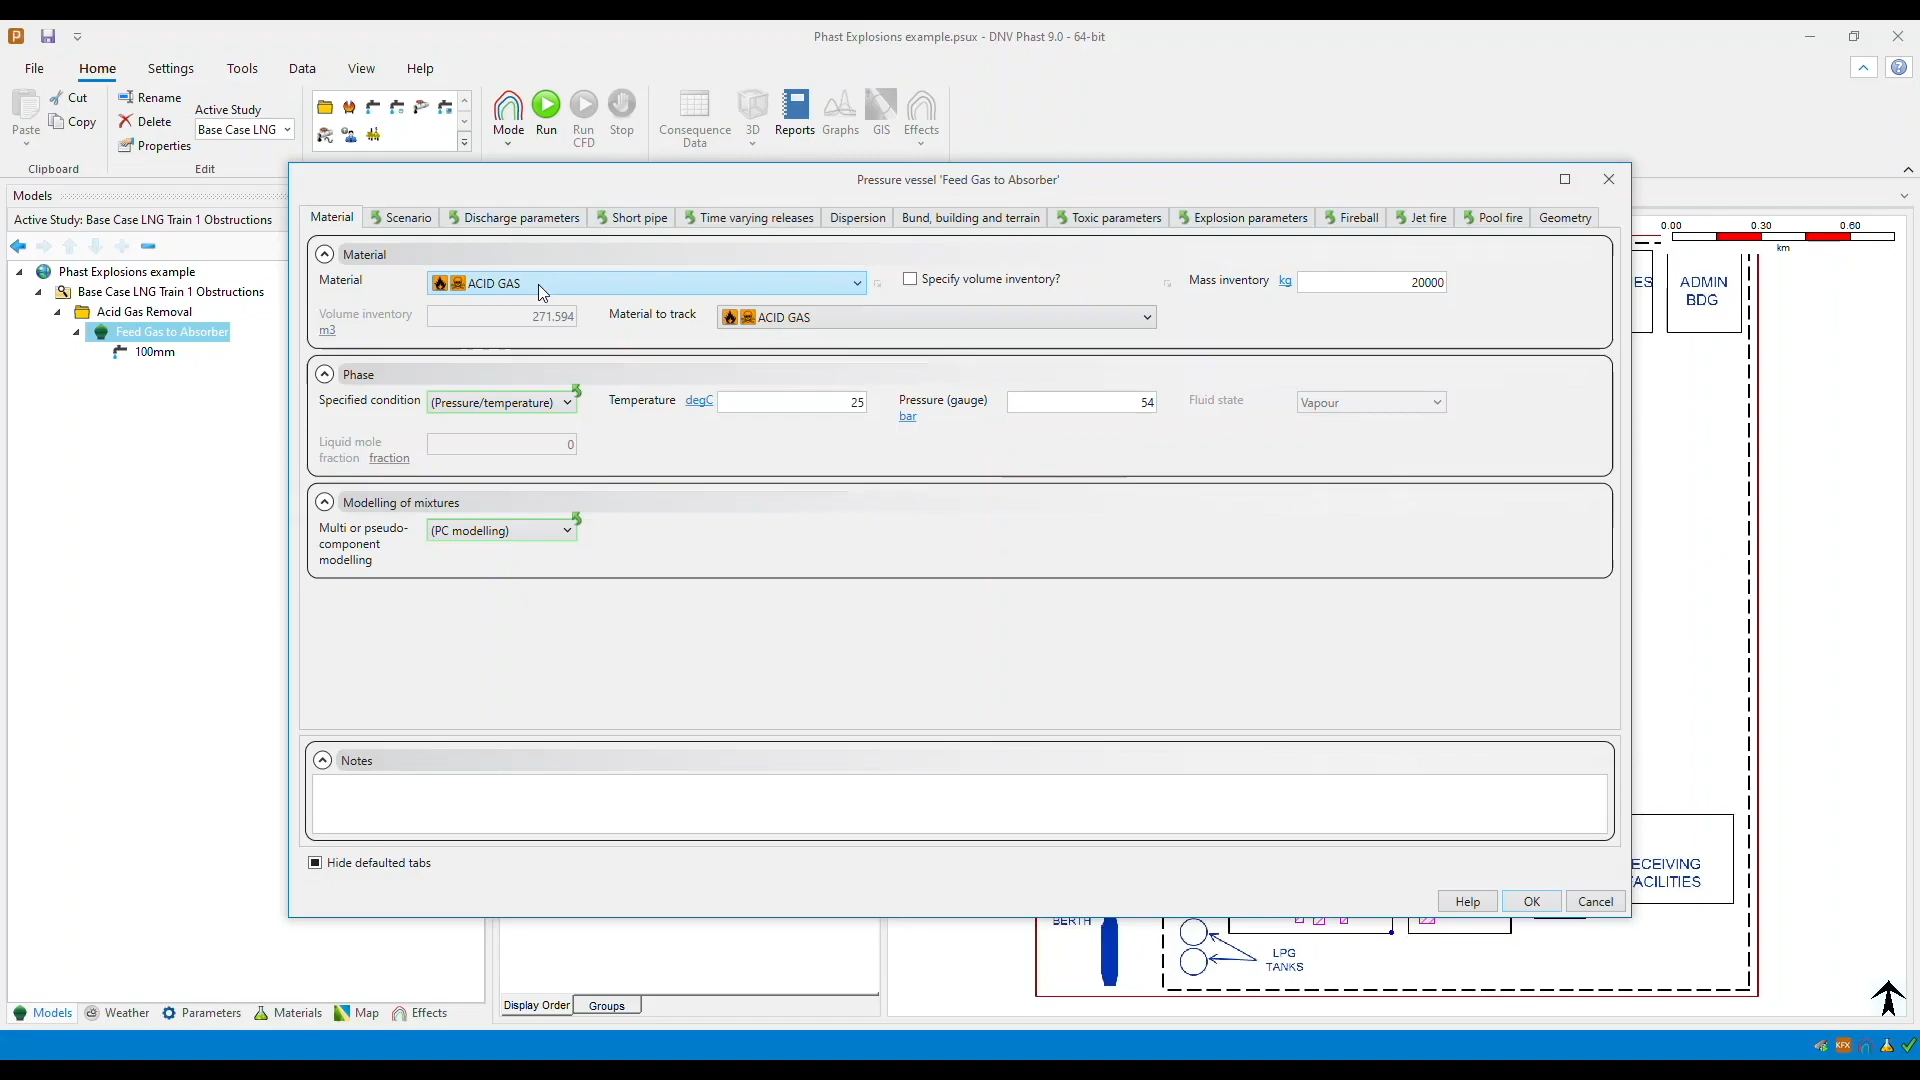 Phast Explosions example.psux - DNV Phast 9.0 - 64-bit
File Home Settings Tools Data View Help
Paste Cut Copy Clipboard
Rename Delete Properties Active Study Base Case LNG Edit
Mode Run Run CFD Stop
Consequence Data 3D Reports Graphs GIS Effects
Models
Active Study: Base Case LNG Train 1 Obstructions
Phast Explosions example
Base Case LNG Train 1 Obstructions
Acid Gas Removal
Feed Gas to Absorber
100mm
Pressure vessel 'Feed Gas to Absorber'
Material Scenario Discharge parameters Short pipe Time varying releases Dispersion Bund, building and terrain Toxic parameters Explosion parameters Fireball Jet fire Pool fire Geometry
Material
Material ACID GAS Specify volume inventory? Mass inventory kg 20000
Volume inventory m3 271.594 Material to track ACID GAS
Phase
Specified condition (Pressure/temperature) Temperature degC 25 Pressure (gauge) bar 54 Fluid state Vapour
Liquid mole fraction fraction 0
Modelling of mixtures
Multi or pseudo-component modelling (PC modelling)
Notes
Hide defaulted tabs
Help OK Cancel
0.00 0.30 0.60
km
ES
ADMIN
BDG
ECEIVING
FACILITIES
BERTH
LPG
TANKS
Display Order Groups
Models Weather Parameters Materials Map Effects
KFX